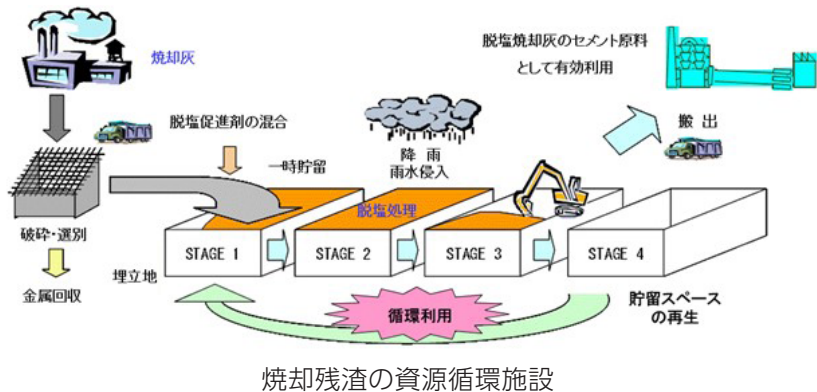 焼却灰
脱塩焼却灰のセメント原料
として有効利用
脱塩促進剤の混合
搬 出
一時貯留
降 雨
雨水侵入
脱塩処理
破砕・選別
STAGE 1
STAGE 2
STAGE 3
STAGE 4
埋立地
金属回収
循環利用
貯留スペース
の再生
焼却残渣の資源循環施設